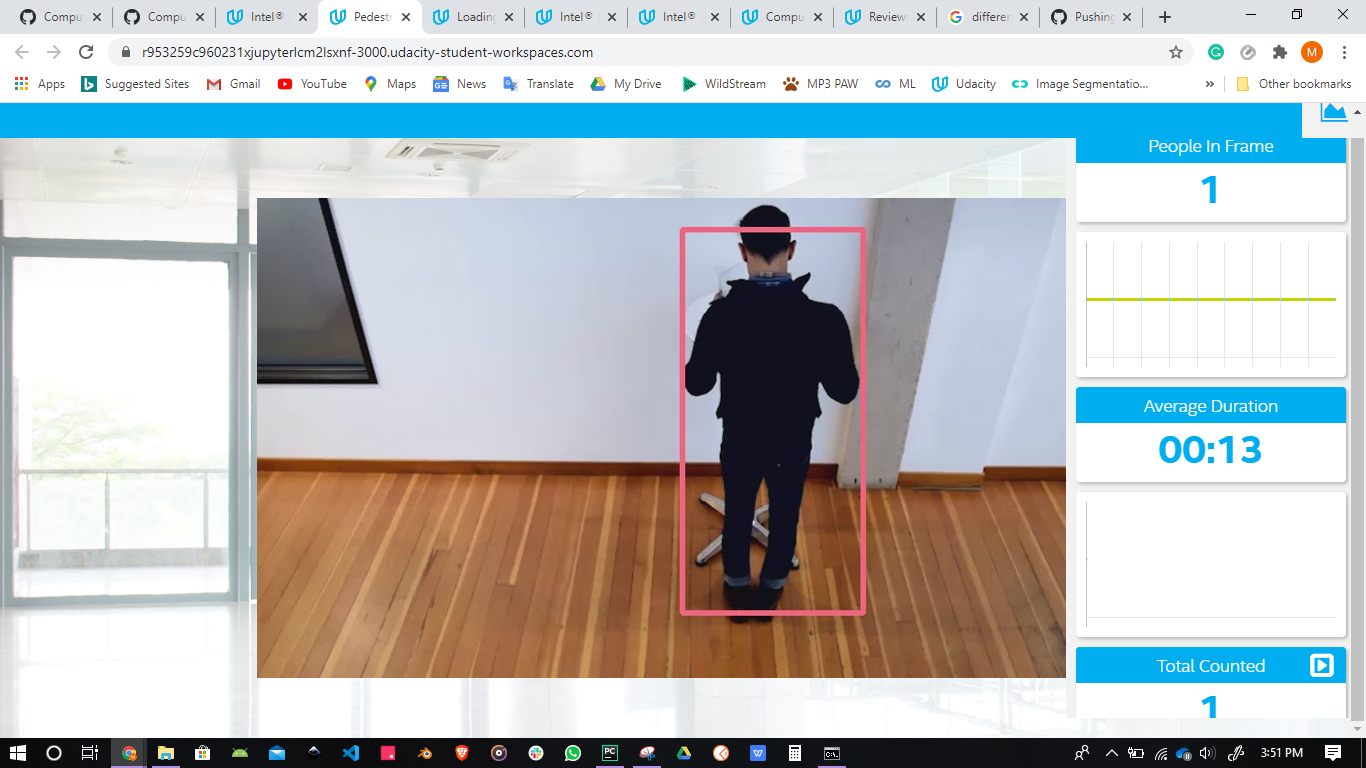 Compu
Compu
Intel®
Pedestr
Loading
Intel®
Intel®
Compu
Review
differen
Pushing
r953259c960231xjupyterlcm2lsxnf-3000.udacity-student-workspaces.com
M
Apps
Suggested Sites
Gmail
YouTube
Maps
News
Translate
My Drive
WildStream
MP3 PAW
ML
Udacity
Image Segmentatio...
»
Other bookmarks
People In Frame
1
Average Duration
00:13
Total Counted
1
3:51 PM